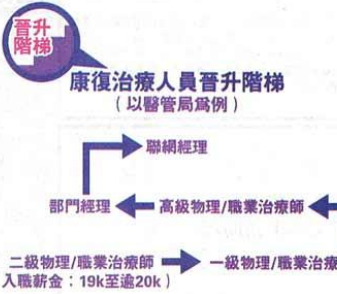 晉升
階梯
康復治療人員晉升階梯
（以醫管局為例）
聯網經理
部門經理
高級物理/職業治療師
二級物理/職業治療師
一級物理/職業治療
入職薪金：19k至逾20k）